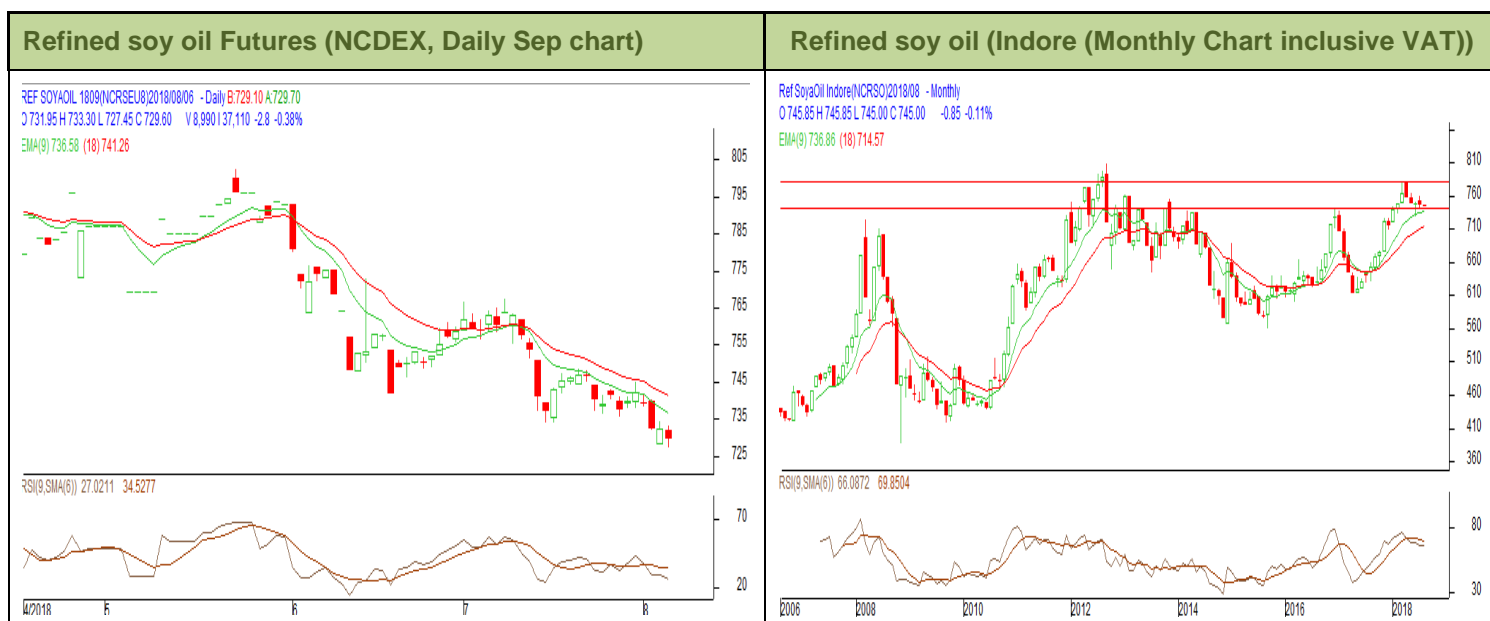 Refined soy oil Futures (NCDEX, Daily Sep chart)
REF SOYAOIL 1809(NCRSEU8)2018/08/06 - Daily B:729.10 A:729.70
O 731.95 H 733.30 L 727.45 C 729.60 V 8,990 I 37,110 -2.8 -0.38%
EMA(9) 736.58 (18) 741.26
805
795
785
775
765
755
745
735
725
RSI(9,SMA(6)) 27.0211 34.5277
70
20
4/2018 5 6 7 8
Refined soy oil (Indore (Monthly Chart inclusive VAT))
Ref SoyaOil Indore(NCRSO)2018/08 - Monthly
O 745.85 H 745.85 L 745.00 C 745.00 -0.85 -0.11%
EMA(9) 736.86 (18) 714.57
810
760
710
660
610
560
510
460
410
360
RSI(9,SMA(6)) 66.0872 69.8504
80
30
2006 2008 2010 2012 2014 2016 2018